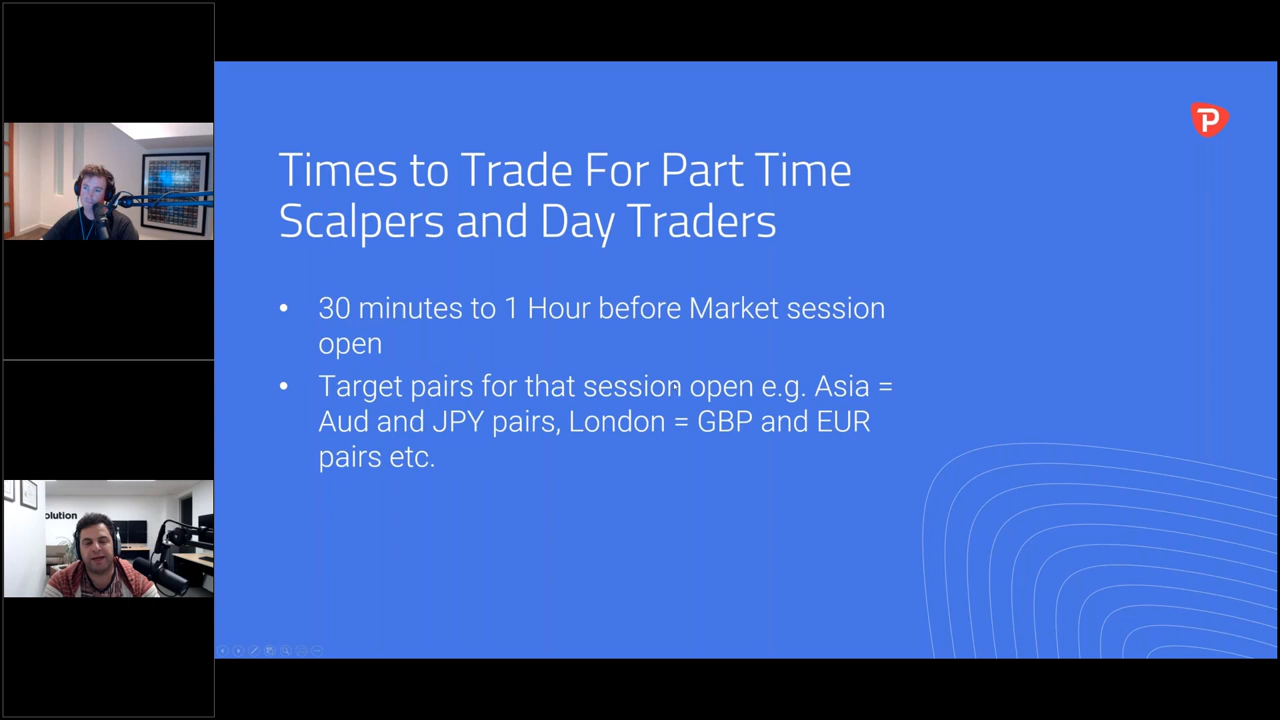 Times to Trade For Part Time
Scalpers and Day Traders
• 30 minutes to 1 Hour before Market session
open
• Target pairs for that session open e.g. Asia =
Aud and JPY pairs, London = GBP and EUR
pairs etc.
P
olution